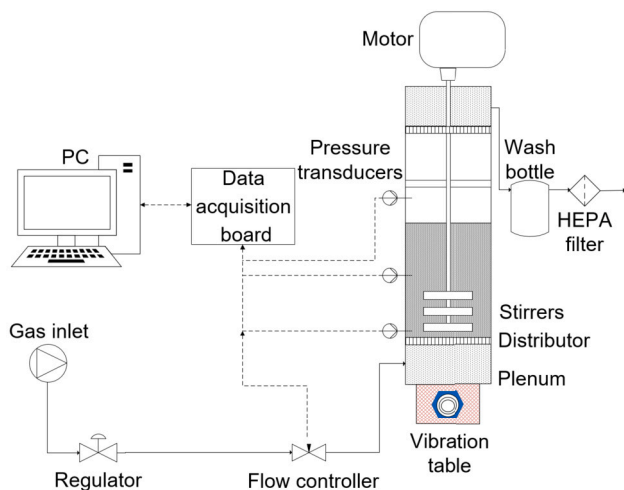 Motor
PC
Pressure
transducers
Wash
bottle
Data
acquisition
board
HEPA
filter
Gas inlet
Stirrers
Distributor
Plenum
Vibration
table
Regulator
Flow controller